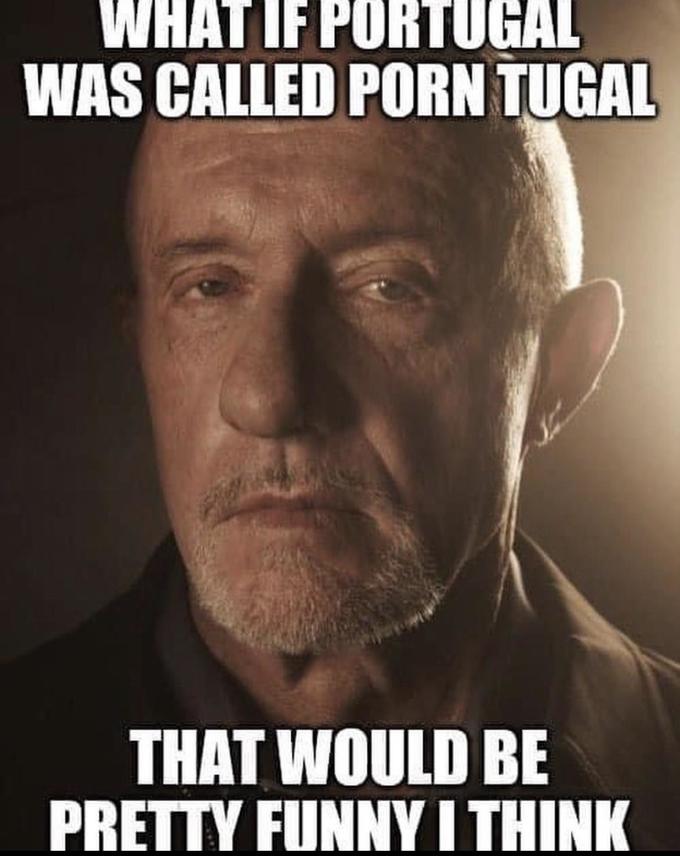 WHAT IF PORTUGAL
WAS CALLED PORN TUGAL
THAT WOULD BE
PRETTY FUNNY I THINK